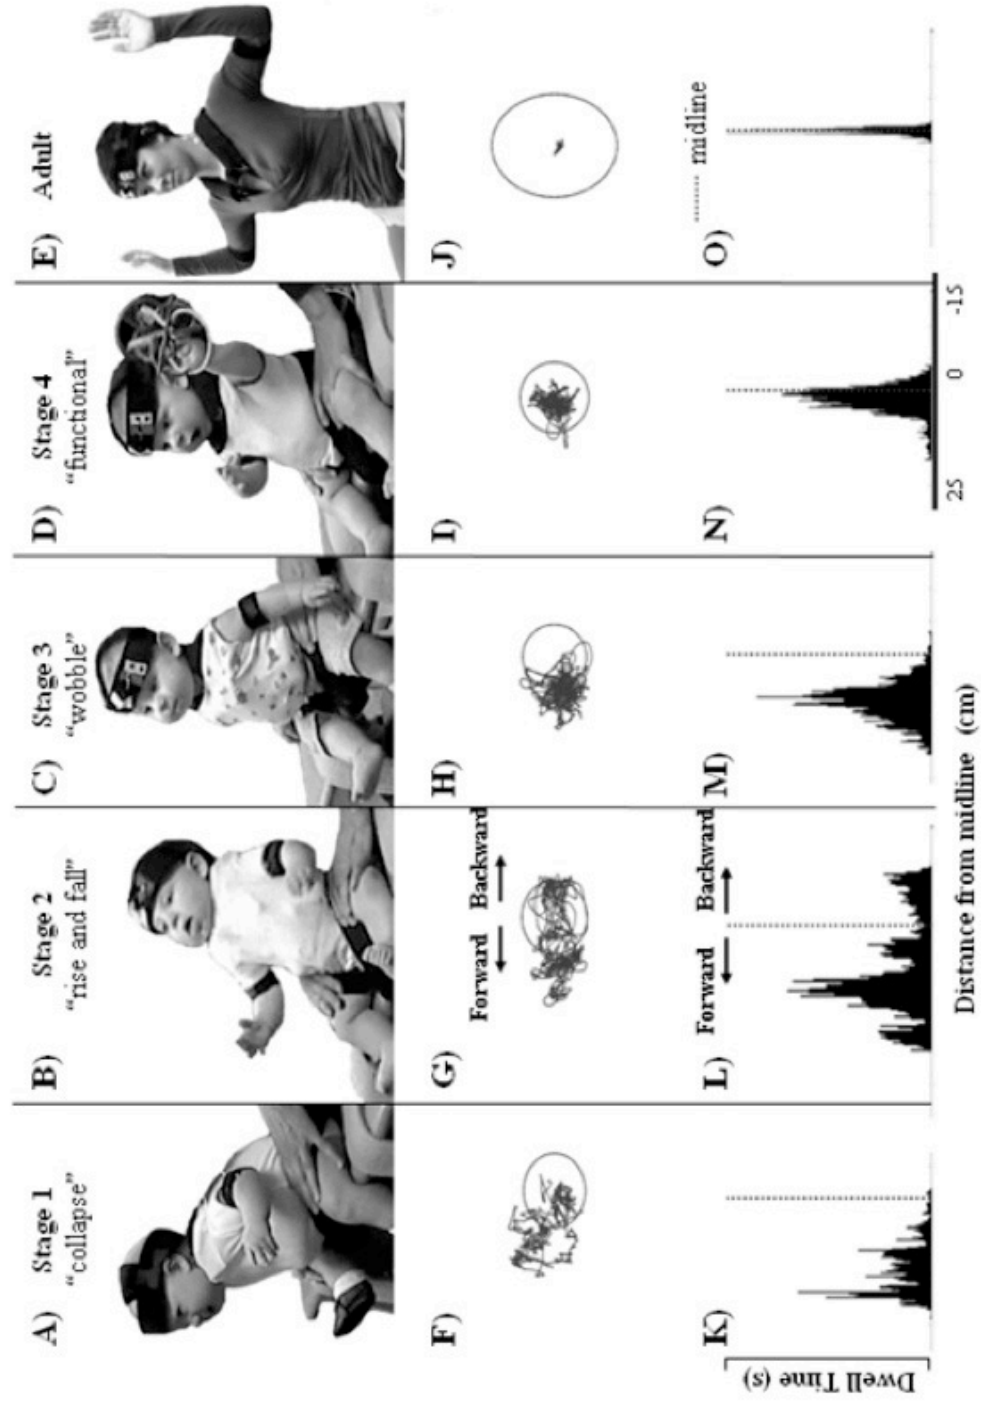 A) Stage 1
“collapse”
B) Stage 2
“rise and fall”
C) Stage 3
“wobble”
D) Stage 4
“functional”
E) Adult
F)
G)
Forward Backward
H)
I)
J)
K)
L)
Forward Backward
M)
N)
O)
midline
Dwell Time (s)
25 0 -15
Distance from midline (cm)